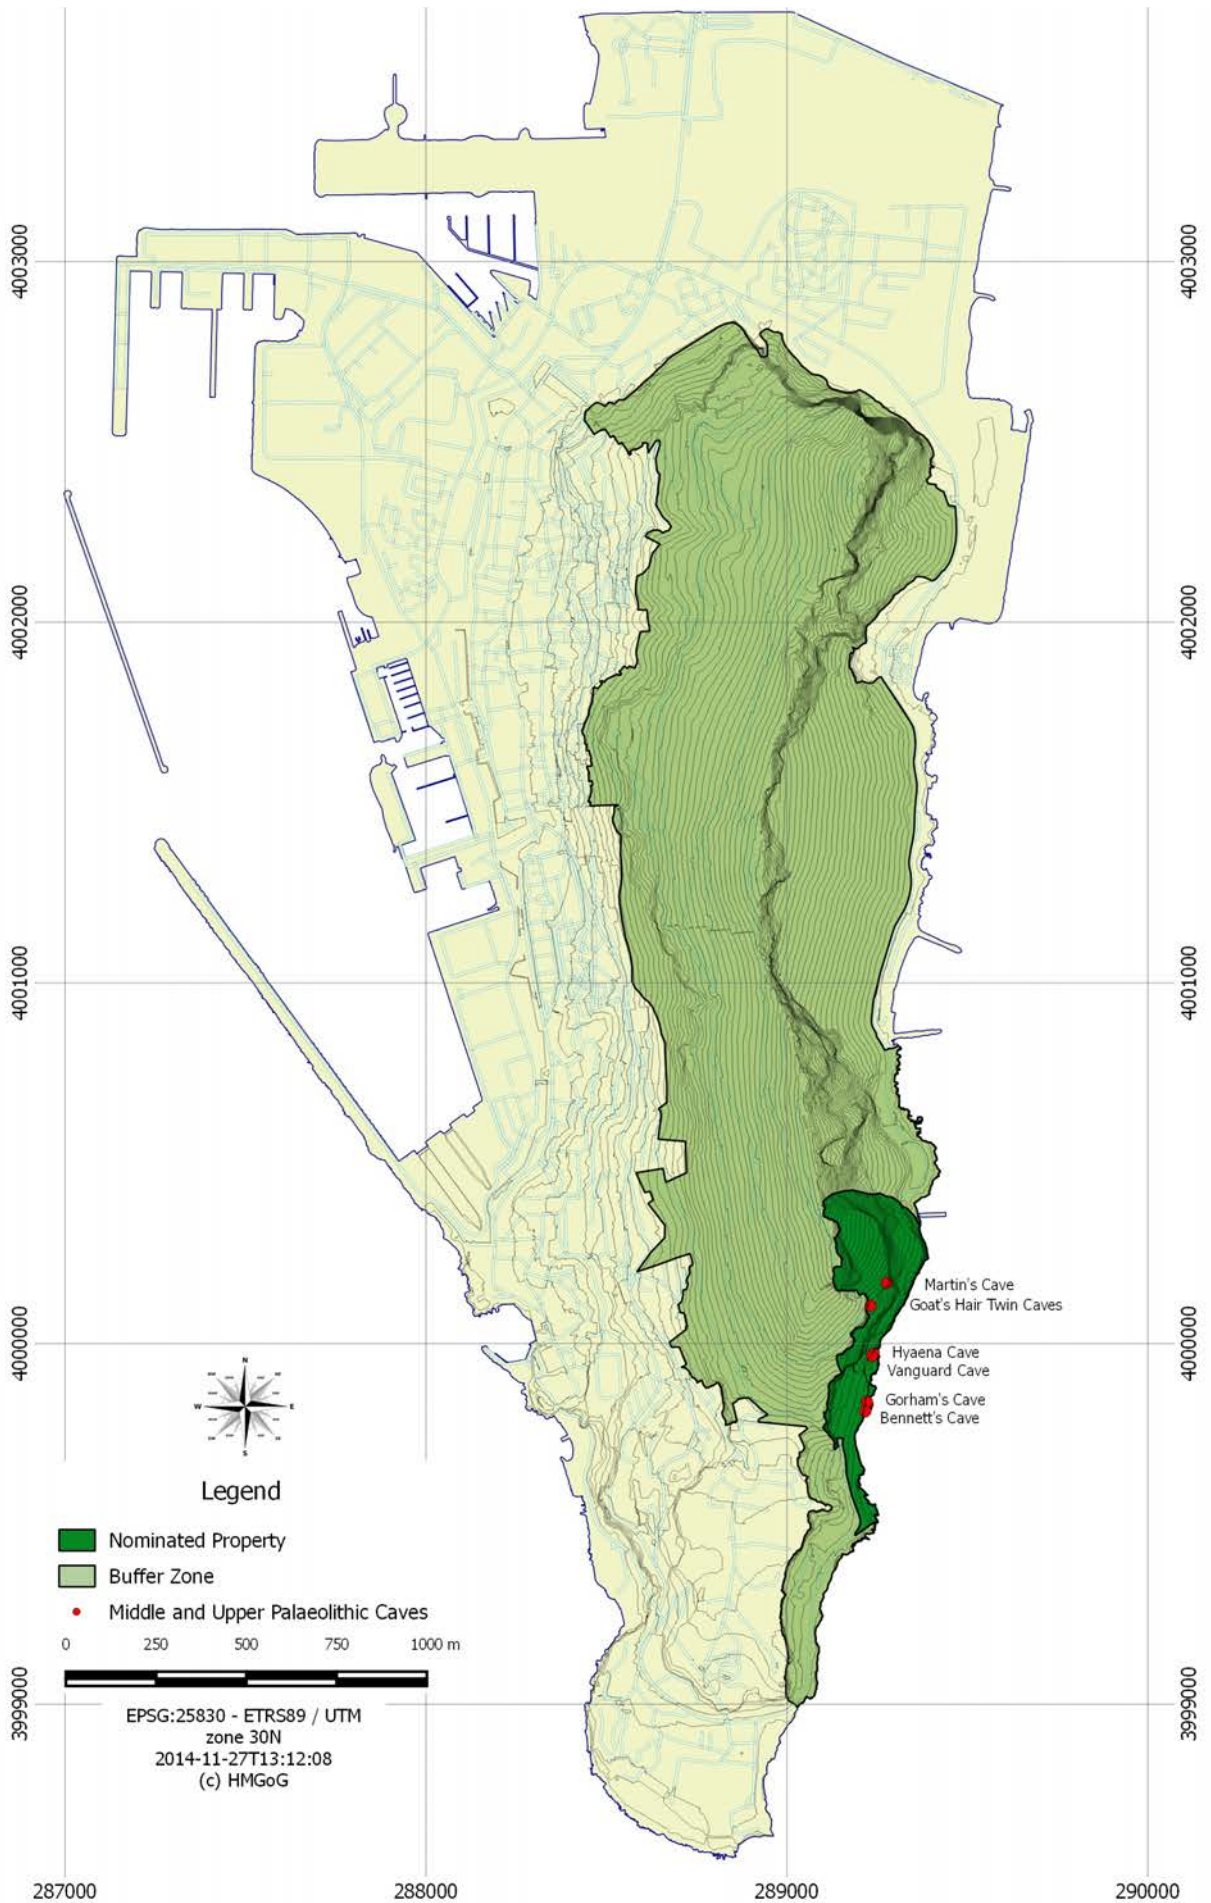 4003000
4003000
4002000
4002000
4001000
4001000
Martin's Cave
Goat's Hair Twin Caves
4000000
4000000
Hyaena Cave
Vanguard Cave
Gorham's Cave
Bennett's Cave
N
W
E
S
Legend
Nominated Property
Buffer Zone
Middle and Upper Palaeolithic Caves
0 250 500 750 1000 m
3999000
3999000
EPSG:25830 - ETRS89 / UTM
zone 30N
2014-11-27T13:12:08
(c) HMGoG
287000 288000 289000 290000